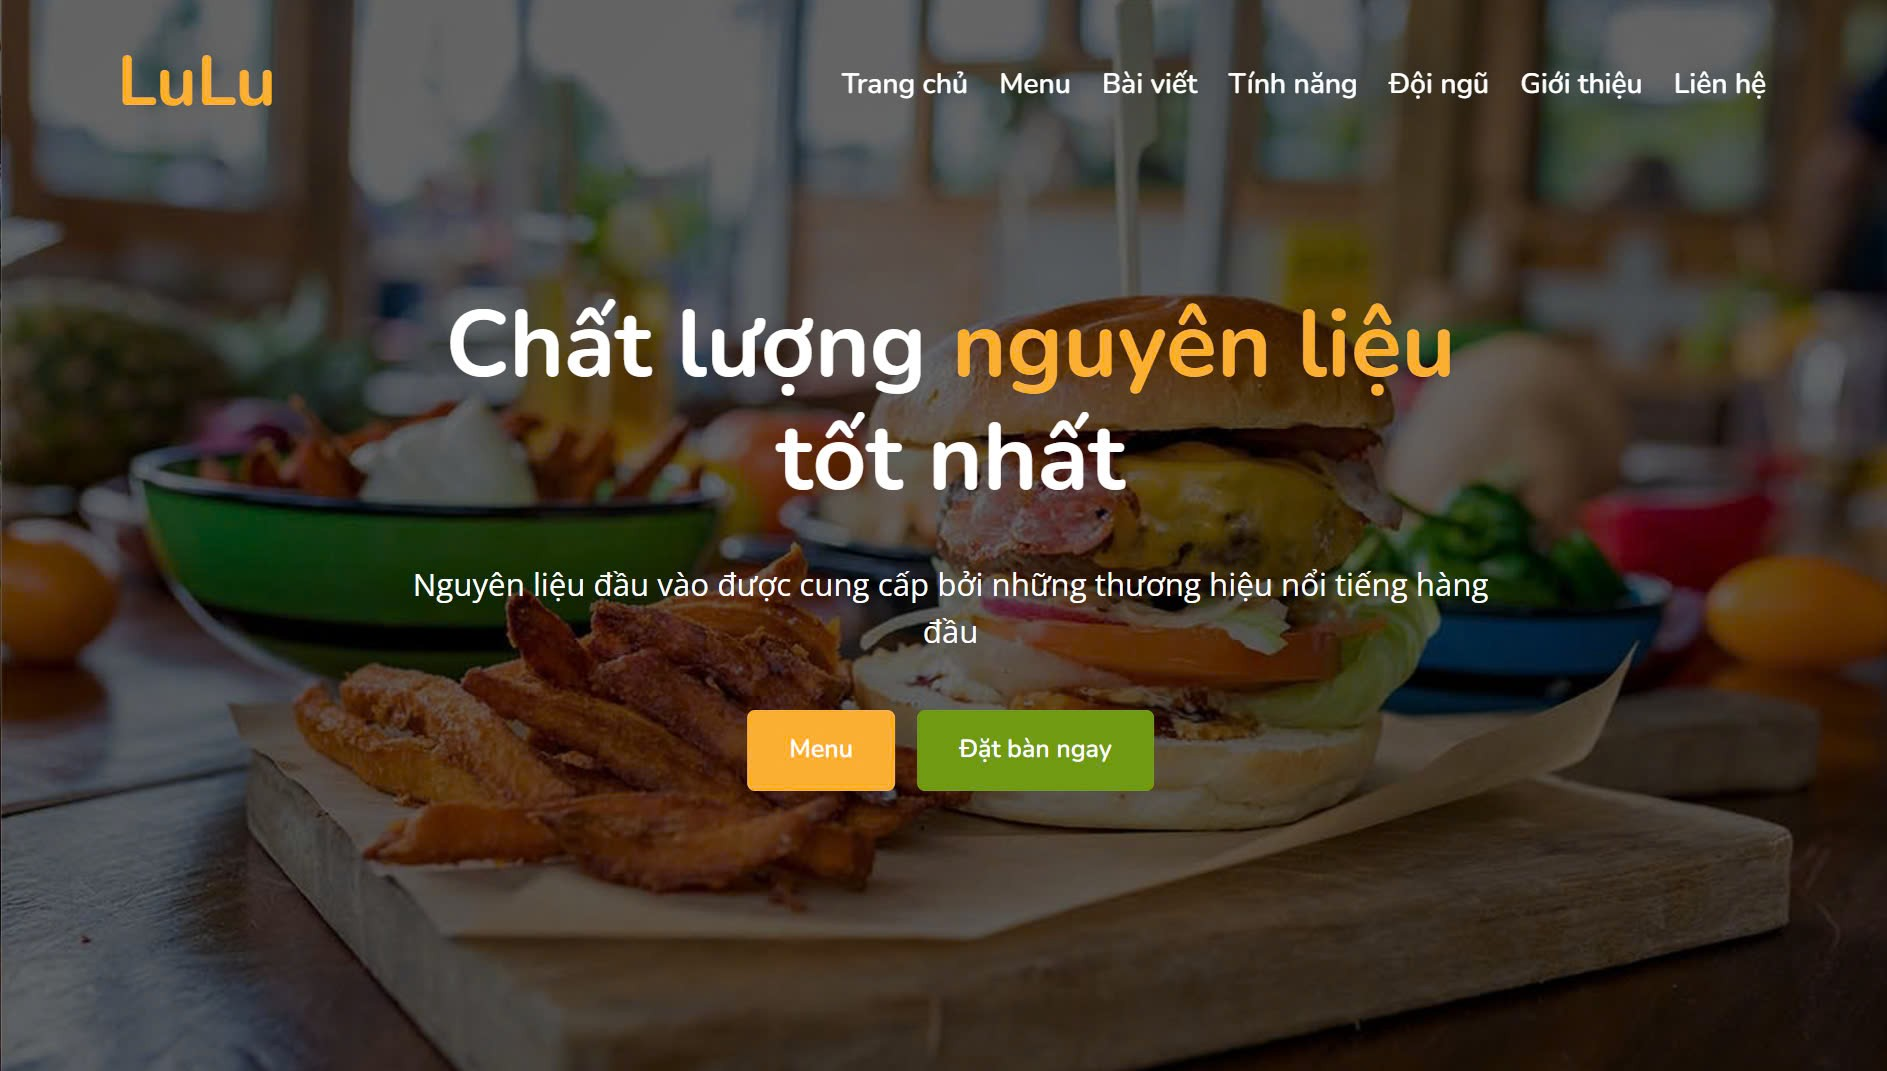 LuLu
Trang chủ Menu Bài viết Tính năng Đội ngũ Giới thiệu Liên hệ
Chất lượng nguyên liệu
tốt nhất
Nguyên liệu đầu vào được cung cấp bởi những thương hiệu nổi tiếng hàng
đầu
Menu Đặt bàn ngay